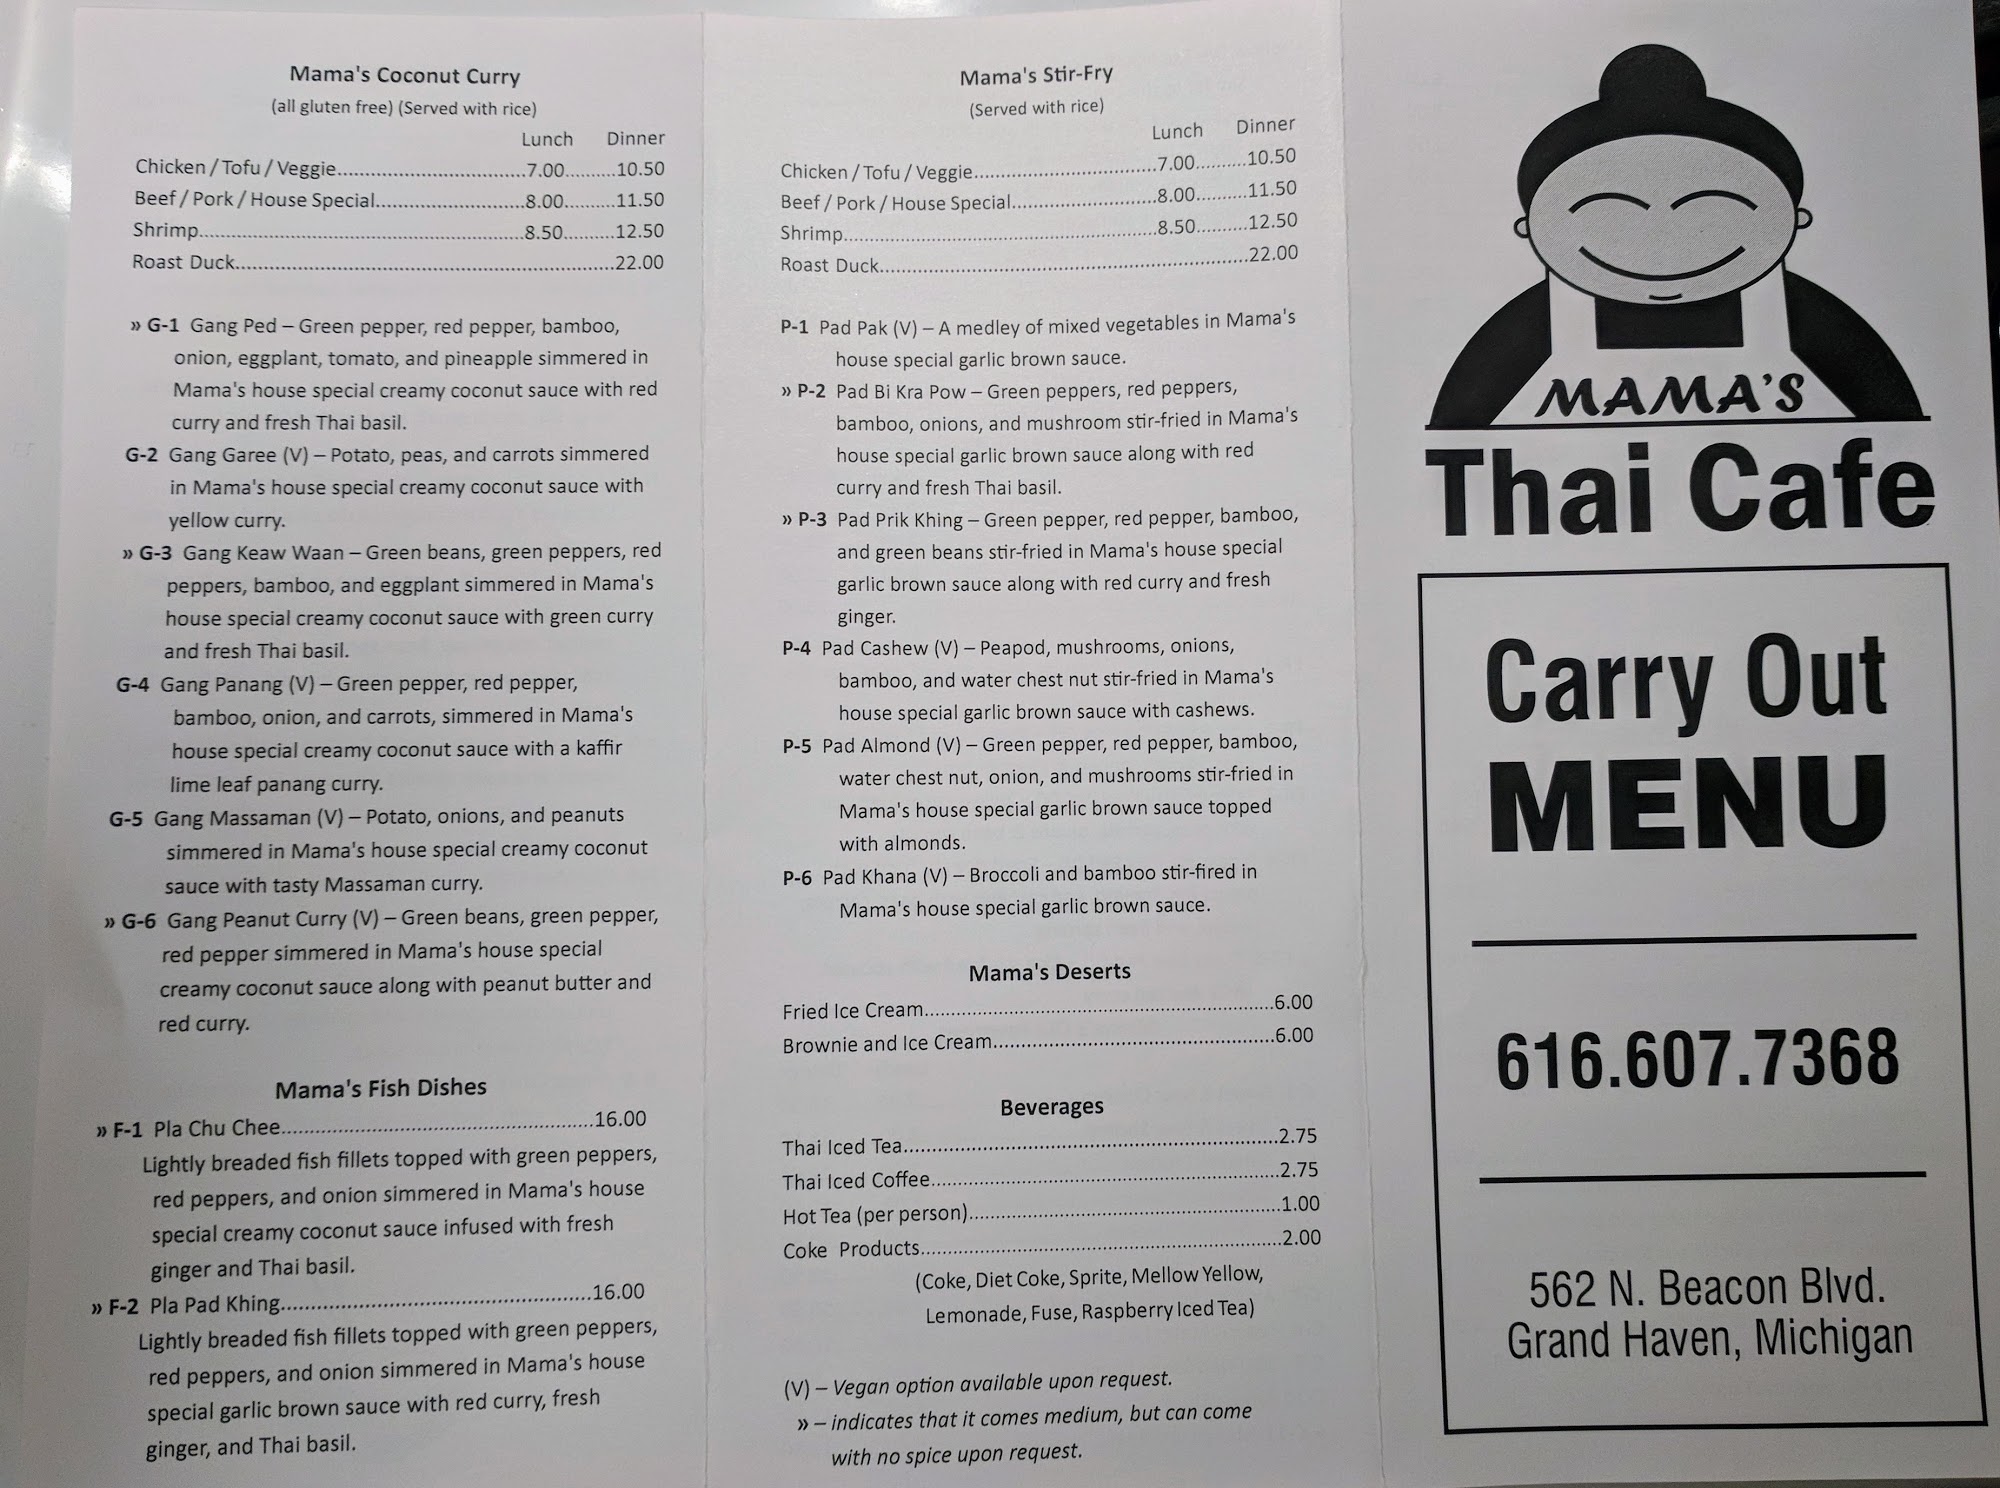 Mama's Coconut Curry
(all gluten free) (Served with rice)
Lunch Dinner
Chicken / Tofu / Veggie..............................7.00.........10.50
Beef / Pork / House Special.........................8.00.........11.50
Shrimp......................................................8.50.........12.50
Roast Duck................................................................22.00
» G-1 Gang Ped – Green pepper, red pepper, bamboo,
onion, eggplant, tomato, and pineapple simmered in
Mama's house special creamy coconut sauce with red
curry and fresh Thai basil.
G-2 Gang Garee (V) – Potato, peas, and carrots simmered
in Mama's house special creamy coconut sauce with
yellow curry.
» G-3 Gang Keaw Waan – Green beans, green peppers, red
peppers, bamboo, and eggplant simmered in Mama's
house special creamy coconut sauce with green curry
and fresh Thai basil.
G-4 Gang Panang (V) – Green pepper, red pepper,
bamboo, onion, and carrots, simmered in Mama's
house special creamy coconut sauce with a kaffir
lime leaf panang curry.
G-5 Gang Massaman (V) – Potato, onions, and peanuts
simmered in Mama's house special creamy coconut
sauce with tasty Massaman curry.
» G-6 Gang Peanut Curry (V) – Green beans, green pepper,
red pepper simmered in Mama's house special
creamy coconut sauce along with peanut butter and
red curry.
Mama's Fish Dishes
» F-1 Pla Chu Chee....................................................16.00
Lightly breaded fish fillets topped with green peppers,
red peppers, and onion simmered in Mama's house
special creamy coconut sauce infused with fresh
ginger and Thai basil.
» F-2 Pla Pad Khing....................................................16.00
Lightly breaded fish fillets topped with green peppers,
red peppers, and onion simmered in Mama's house
special garlic brown sauce with red curry, fresh
ginger, and Thai basil.
Mama's Stir-Fry
(Served with rice)
Lunch Dinner
Chicken / Tofu / Veggie..............................7.00.........10.50
Beef / Pork / House Special.........................8.00.........11.50
Shrimp......................................................8.50.........12.50
Roast Duck................................................................22.00
P-1 Pad Pak (V) – A medley of mixed vegetables in Mama's
house special garlic brown sauce.
» P-2 Pad Bi Kra Pow – Green peppers, red peppers,
bamboo, onions, and mushroom stir-fried in Mama's
house special garlic brown sauce along with red
curry and fresh Thai basil.
» P-3 Pad Prik Khing – Green pepper, red pepper, bamboo,
and green beans stir-fried in Mama's house special
garlic brown sauce along with red curry and fresh
ginger.
P-4 Pad Cashew (V) – Peapod, mushrooms, onions,
bamboo, and water chest nut stir-fried in Mama's
house special garlic brown sauce with cashews.
P-5 Pad Almond (V) – Green pepper, red pepper, bamboo,
water chest nut, onion, and mushrooms stir-fried in
Mama's house special garlic brown sauce topped
with almonds.
P-6 Pad Khana (V) – Broccoli and bamboo stir-fired in
Mama's house special garlic brown sauce.
Mama's Deserts
Fried Ice Cream..........................................................6.00
Brownie and Ice Cream...............................................6.00
Beverages
Thai Iced Tea..............................................................2.75
Thai Iced Coffee.........................................................2.75
Hot Tea (per person)...................................................1.00
Coke Products............................................................2.00
(Coke, Diet Coke, Sprite, Mellow Yellow,
Lemonade, Fuse, Raspberry Iced Tea)
(V) – Vegan option available upon request.
» – indicates that it comes medium, but can come
with no spice upon request.
MAMA'S
Thai Cafe
Carry Out
MENU
616.607.7368
562 N. Beacon Blvd.
Grand Haven, Michigan